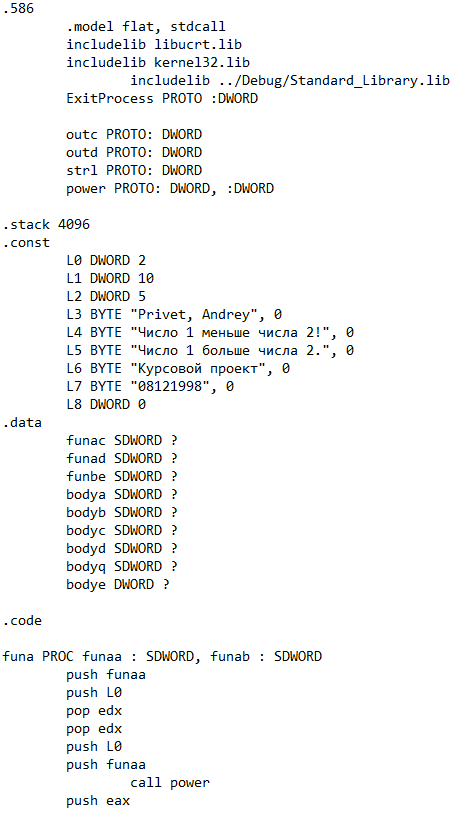 .586
.model flat, stdcall
includelib libucrt.lib
includelib kernel32.lib
includelib ../Debug/Standard_Library.lib
ExitProcess PROTO :DWORD
outc PROTO: DWORD
outd PROTO: DWORD
strl PROTO: DWORD
power PROTO: DWORD, :DWORD
.stack 4096
.const
L0 DWORD 2
L1 DWORD 10
L2 DWORD 5
L3 BYTE "Privet, Andrey", 0
L4 BYTE "Число 1 меньше числа 2!", 0
L5 BYTE "Число 1 больше числа 2.", 0
L6 BYTE "Курсовой проект", 0
L7 BYTE "08121998", 0
L8 DWORD 0
.data
funac SDWORD ?
funad SDWORD ?
funbe SDWORD ?
bodya SDWORD ?
bodyb SDWORD ?
bodyc SDWORD ?
bodyd SDWORD ?
bodyq SDWORD ?
bodye DWORD ?
.code
funa PROC funaa : SDWORD, funab : SDWORD
push funaa
push L0
pop edx
pop edx
push L0
push funaa
call power
push eax